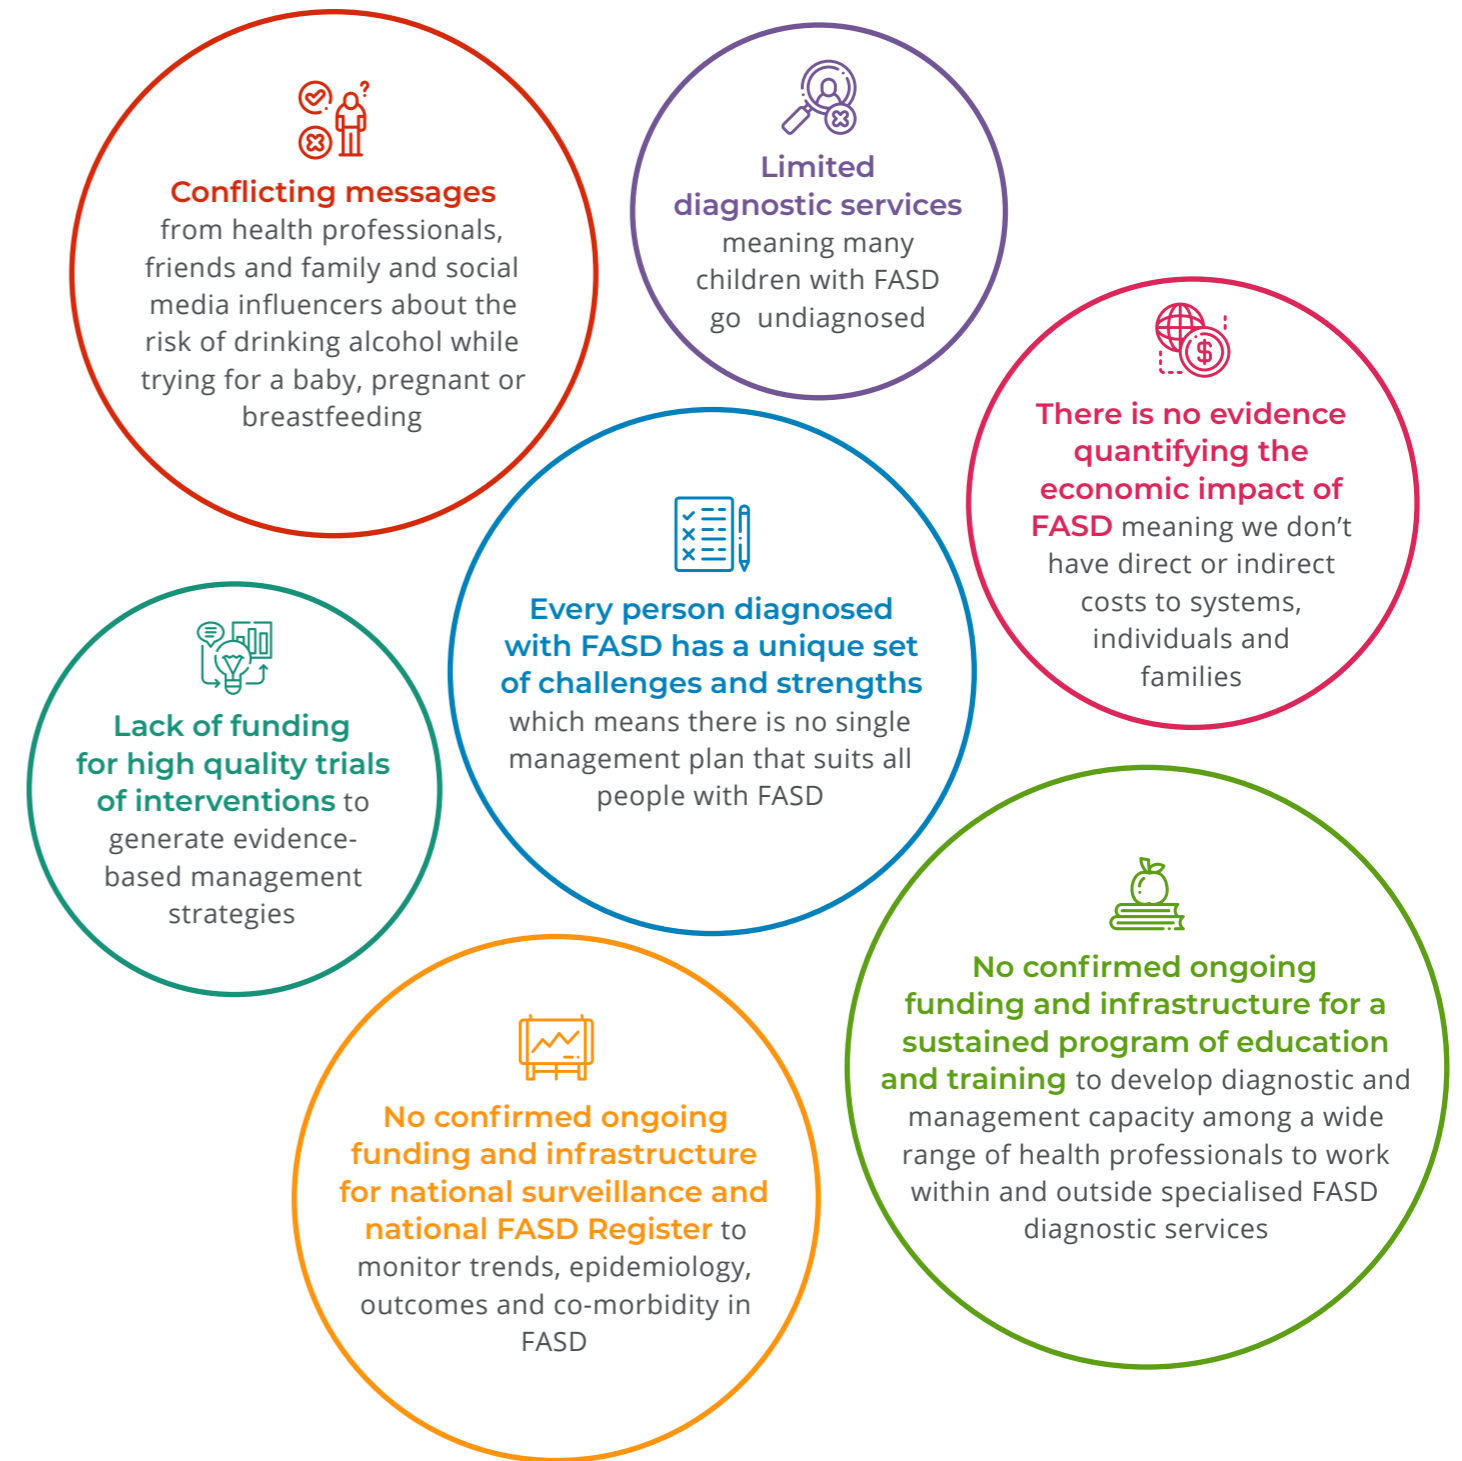 Conflicting messages
from health professionals,
friends and family and social
media influencers about the
risk of drinking alcohol while
trying for a baby, pregnant or
breastfeeding
Limited
diagnostic services
meaning many
children with FASD
go undiagnosed
There is no evidence
quantifying the
economic impact of
FASD meaning we don’t
have direct or indirect
costs to systems,
individuals and
families
Every person diagnosed
with FASD has a unique set
of challenges and strengths
which means there is no single
management plan that suits all
people with FASD
Lack of funding
for high quality trials
of interventions to
generate evidence-
based management
strategies
No confirmed ongoing
funding and infrastructure for a
sustained program of education
and training to develop diagnostic and
management capacity among a wide
range of health professionals to work
within and outside specialised FASD
diagnostic services
No confirmed ongoing
funding and infrastructure
for national surveillance and
national FASD Register to
monitor trends, epidemiology,
outcomes and co-morbidity in
FASD